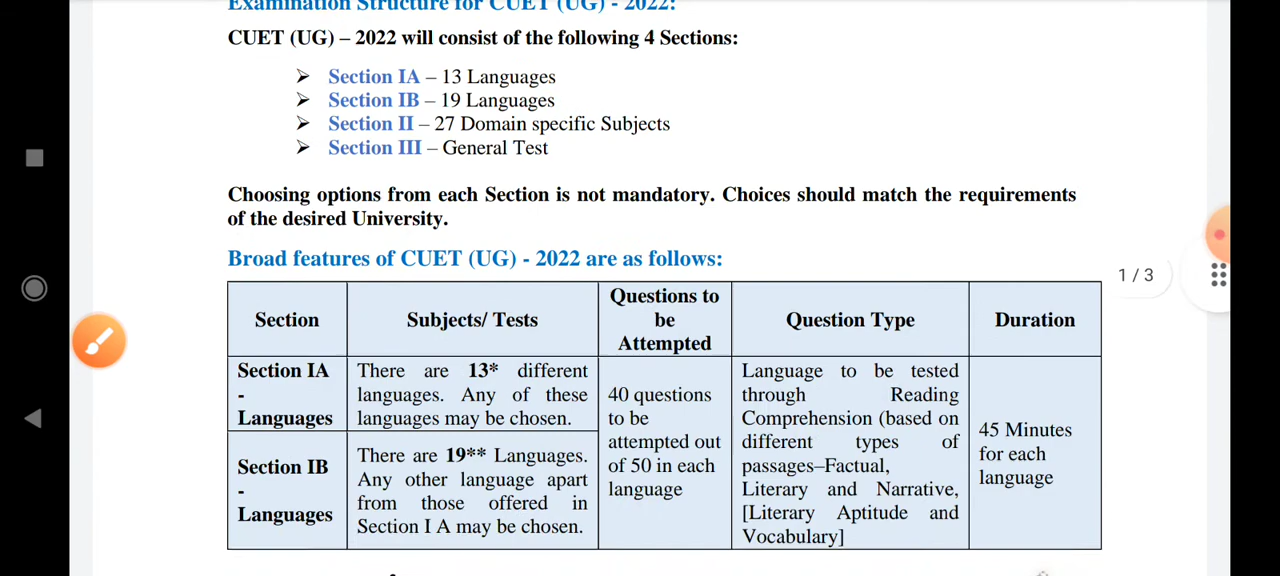 Examination Structure for CUET (UG) - 2022:
CUET (UG) – 2022 will consist of the following 4 Sections:
➢ Section IA – 13 Languages
➢ Section IB – 19 Languages
➢ Section II – 27 Domain specific Subjects
➢ Section III – General Test
Choosing options from each Section is not mandatory. Choices should match the requirements
of the desired University.
Broad features of CUET (UG) - 2022 are as follows:
1 / 3
Section
Subjects/ Tests
Questions to
be
Attempted
Question Type
Duration
Section IA
-
Languages
There are 13* different
languages. Any of these
languages may be chosen.
40 questions
to be
attempted out
of 50 in each
language
Language to be tested
through Reading
Comprehension (based on
different types of
passages–Factual,
Literary and Narrative,
[Literary Aptitude and
Vocabulary]
45 Minutes
for each
language
Section IB
-
Languages
There are 19** Languages.
Any other language apart
from those offered in
Section I A may be chosen.